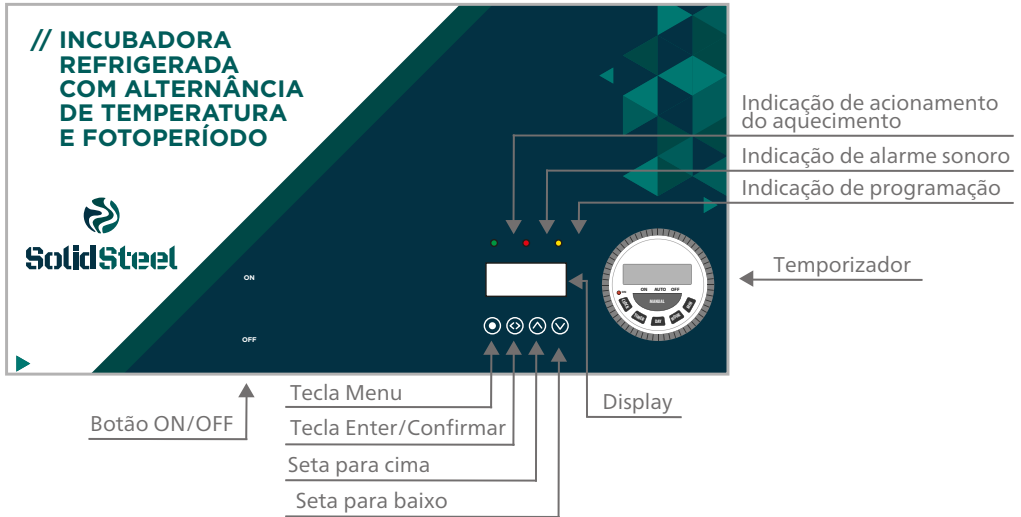 // INCUBADORA
REFRIGERADA
COM ALTERNÂNCIA
DE TEMPERATURA
E FOTOPERÍODO
SolidSteel
ON
OFF
Indicação de acionamento
do aquecimento
Indicação de alarme sonoro
Indicação de programação
ON AUTO OFF
MANUAL
Temporizador
Tecla Menu
Display
Botão ON/OFF
Tecla Enter/Confirmar
Seta para cima
Seta para baixo